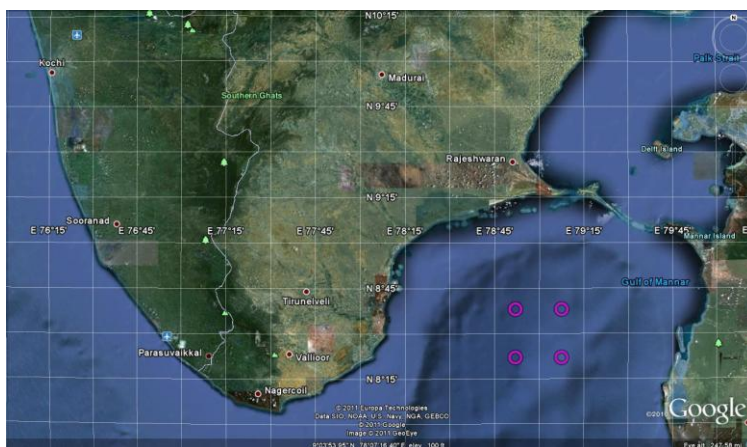 N10°15'
N
Kochi
Palk Strait
Madurai
Southern Ghats
N 9°45'
Delft Island
Rajeshwaran
N 9°15'
Sooranad
E 76°15' E 76°45' E 77°15' E 77°45' E 78°15' E 78°45' E 79°15' E 79°45'
Mannar Island
Gulf of Mannar
N 8°45'
Tirunelveli
Parasuvaikkal
Vallioor
N 8°15'
Nagercoil
© 2011 Europa Technologies
Data SIO, NOAA, U.S. Navy, NGA, GEBCO
© 2011 Google
Image © 2011 GeoEye
©201 Google